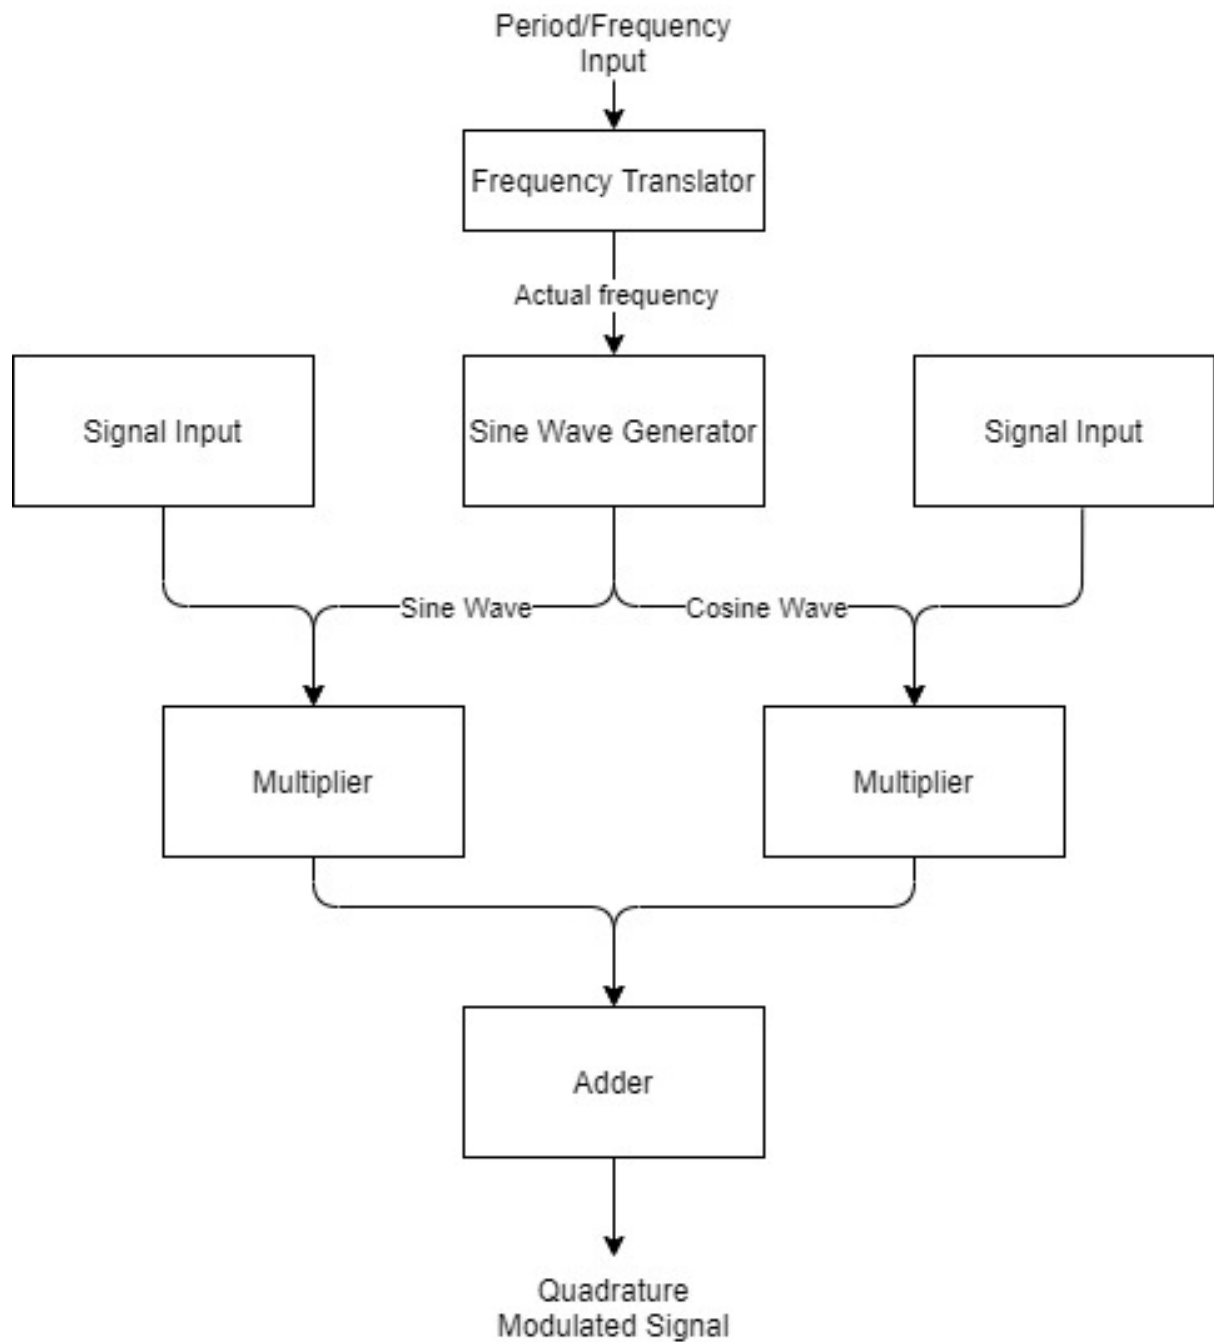 Period/Frequency
Input
Frequency Translator
Actual frequency
Signal Input
Sine Wave Generator
Signal Input
Sine Wave
Cosine Wave
Multiplier
Multiplier
Adder
Quadrature
Modulated Signal